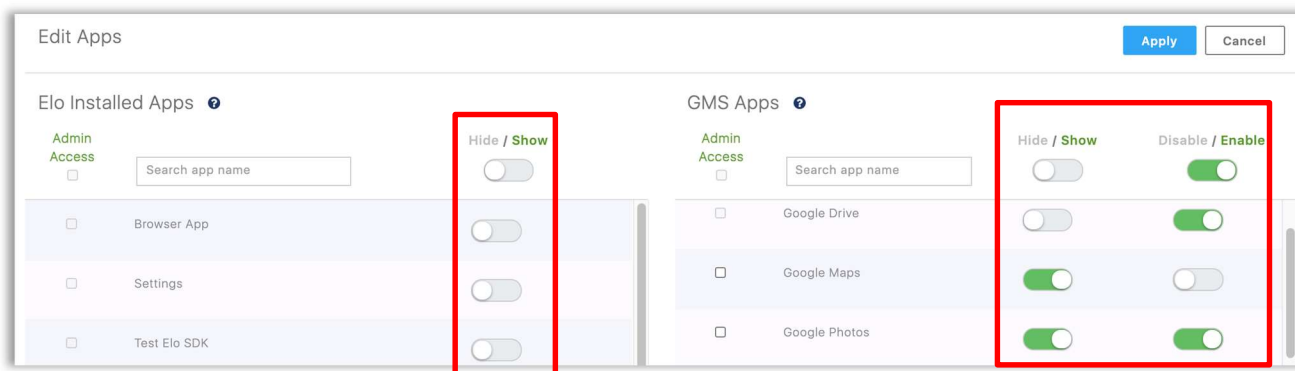 Edit Apps
Apply
Cancel
Elo Installed Apps ?
GMS Apps ?
Admin
Access
Search app name
Hide / Show
Admin
Access
Search app name
Hide / Show
Disable / Enable
Browser App
Google Drive
Settings
Google Maps
Test Elo SDK
Google Photos